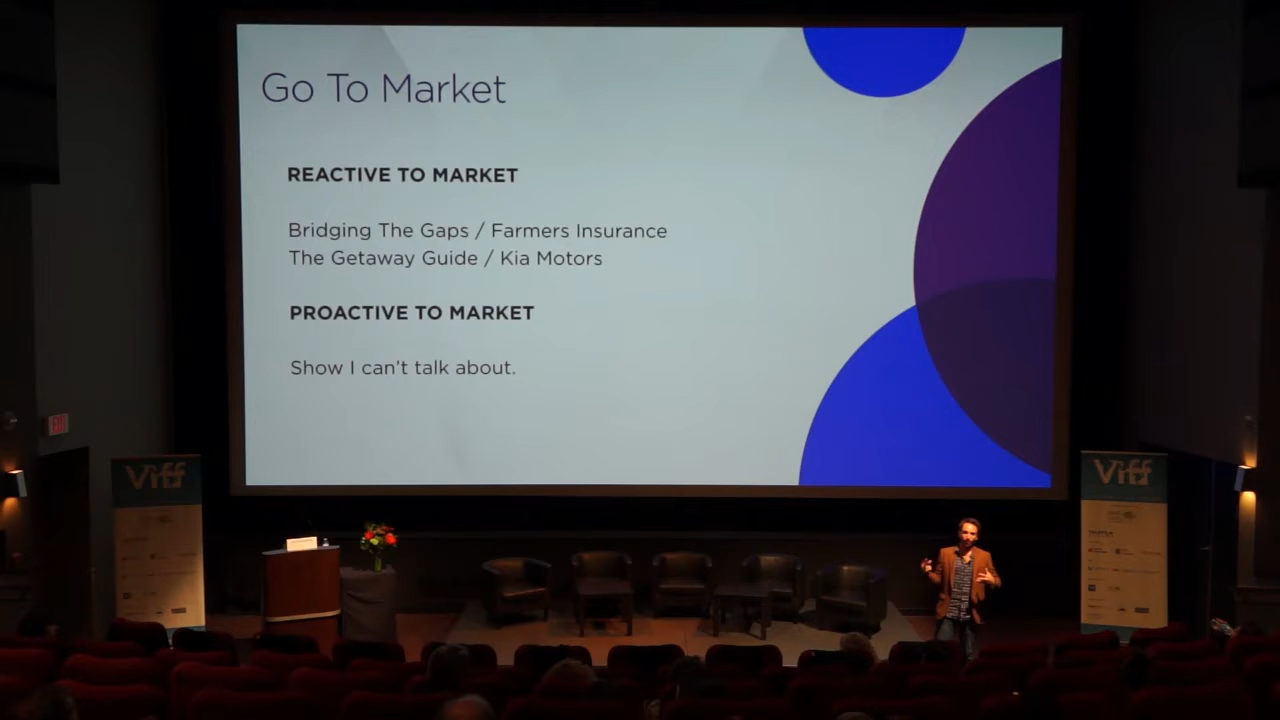 Go To Market
REACTIVE TO MARKET
Bridging The Gaps / Farmers Insurance
The Getaway Guide / Kia Motors
PROACTIVE TO MARKET
Show I can't talk about.
EXIT
Viff
Viff